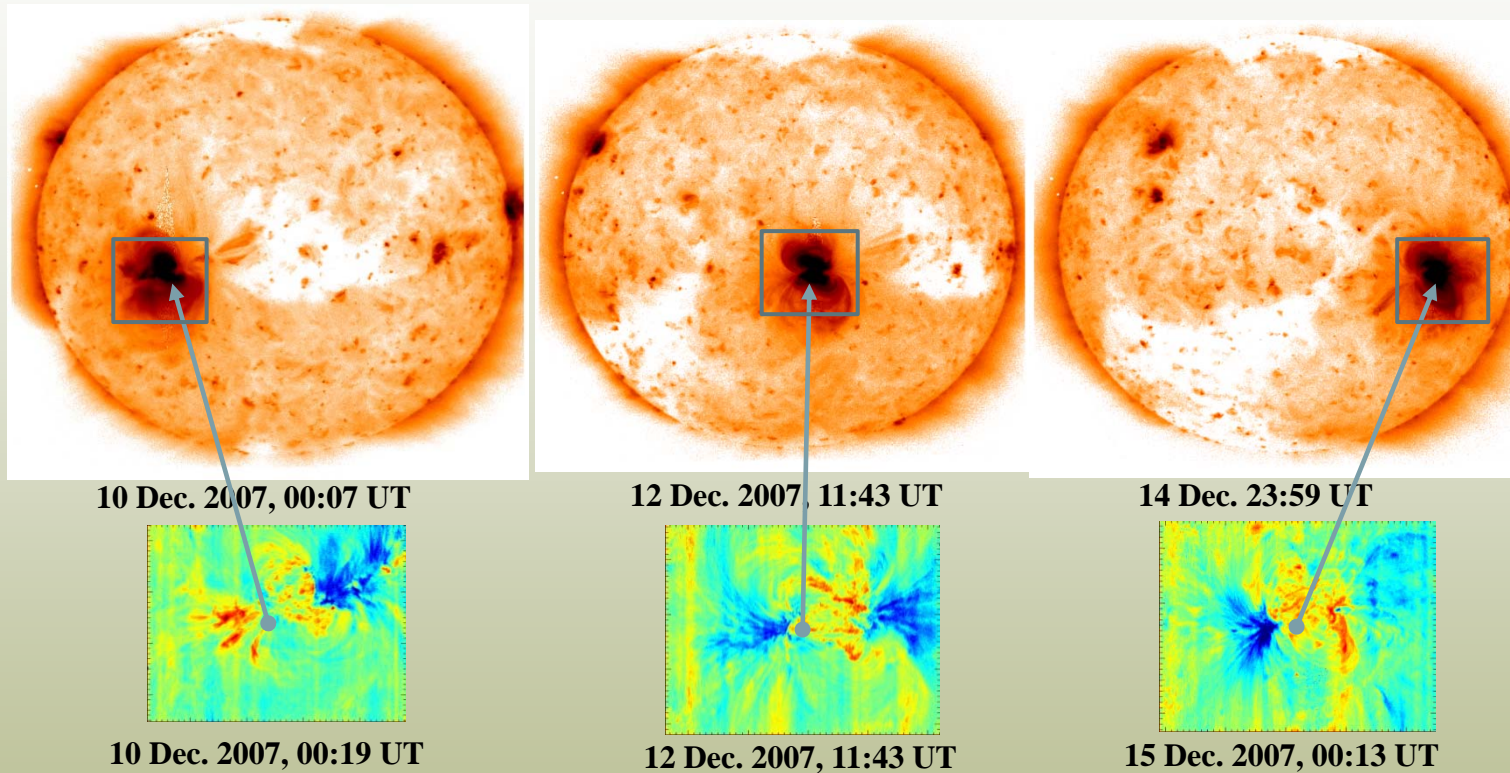 10 Dec. 2007, 00:07 UT
12 Dec. 2007, 11:43 UT
14 Dec. 23:59 UT
10 Dec. 2007, 00:19 UT
12 Dec. 2007, 11:43 UT
15 Dec. 2007, 00:13 UT